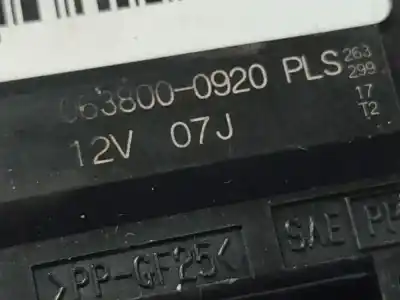 063800-0920 PLS
263
299
17
T2
12V 07J
>PP-GF25<
SAE